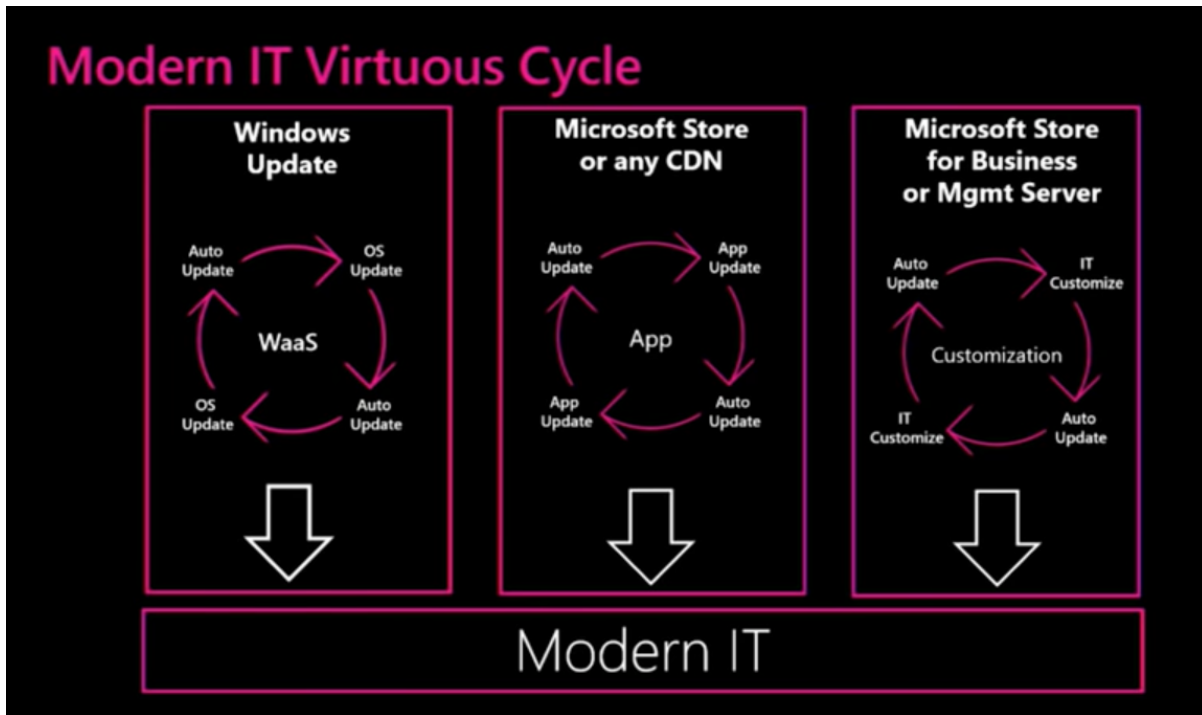 Modern IT Virtuous Cycle
Windows
Update
Auto
Update
OS
Update
WaaS
OS
Update
Auto
Update
Microsoft Store
or any CDN
Auto
Update
App
Update
App
App
Update
Auto
Update
Microsoft Store
for Business
or Mgmt Server
Auto
Update
IT
Customize
Customization
IT
Customize
Auto
Update
Modern IT